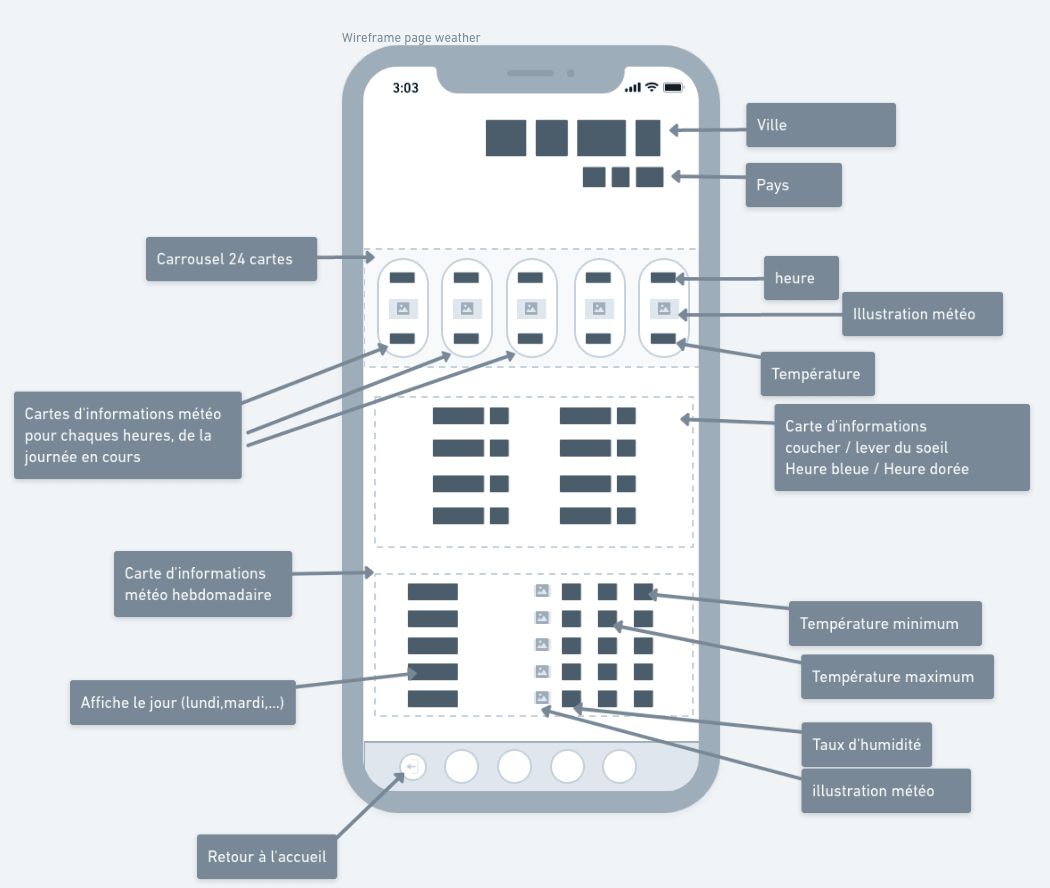 Wireframe page weather
3:03
Ville
Pays
Carrousel 24 cartes
heure
Illustration météo
Température
Cartes d'informations météo
pour chaques heures, de la
journée en cours
Carte d'informations
coucher / lever du soeil
Heure bleue / Heure dorée
Carte d'informations
météo hebdomadaire
Température minimum
Température maximum
Affiche le jour (lundi,mardi,...)
Taux d'humidité
illustration météo
Retour à l'accueil